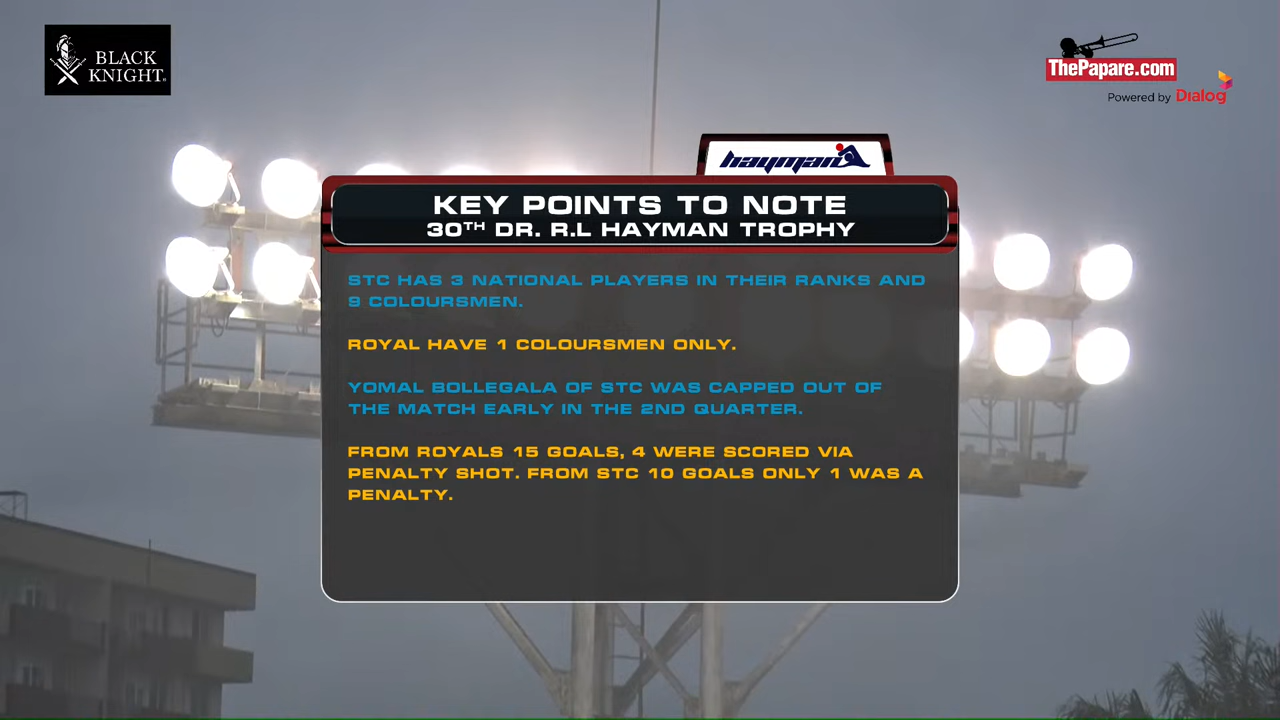 BLACK
KNIGHT
ThePapare.com
Powered by Dialog
hayman
KEY POINTS TO NOTE
30TH DR. R.L HAYMAN TROPHY
STC HAS 3 NATIONAL PLAYERS IN THEIR RANKS AND
9 COLOURSMEN.
ROYAL HAVE 1 COLOURSMEN ONLY.
YOMAL BOLLEGALA OF STC WAS CAPPED OUT OF
THE MATCH EARLY IN THE 2ND QUARTER.
FROM ROYALS 15 GOALS, 4 WERE SCORED VIA
PENALTY SHOT. FROM STC 10 GOALS ONLY 1 WAS A
PENALTY.